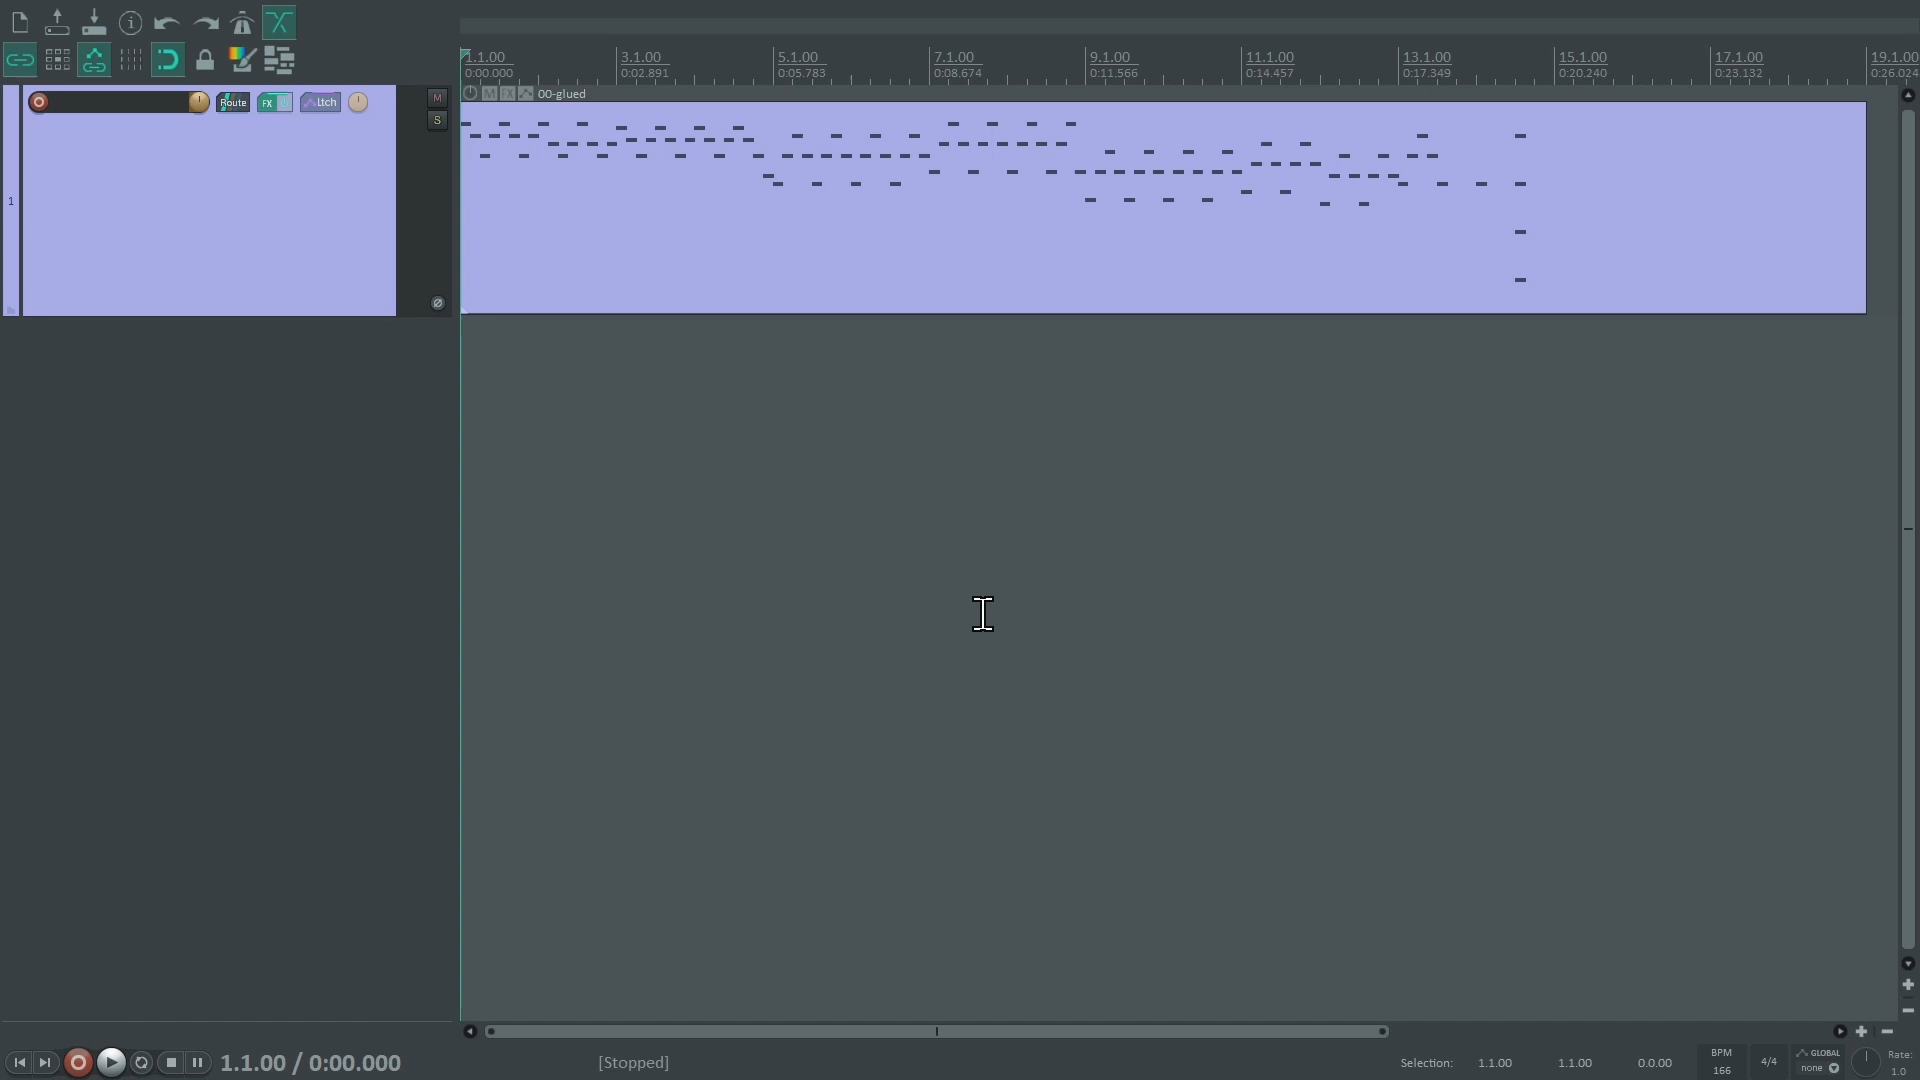 1.1.00 3.1.00 5.1.00 7.1.00 9.1.00 11.1.00 13.1.00 15.1.00 17.1.00 19.1.00
0:00.000 0:02.891 0:05.783 0:08.674 0:11.566 0:14.457 0:17.349 0:20.240 0:23.132 0:26.024
M FX 00-glued
Route FX Ltch M
S
1
1.1.00 / 0:00.000 [Stopped] Selection: 1.1.00 1.1.00 0.0.00
BPM
166
4/4
GLOBAL
none
Rate:
1.0